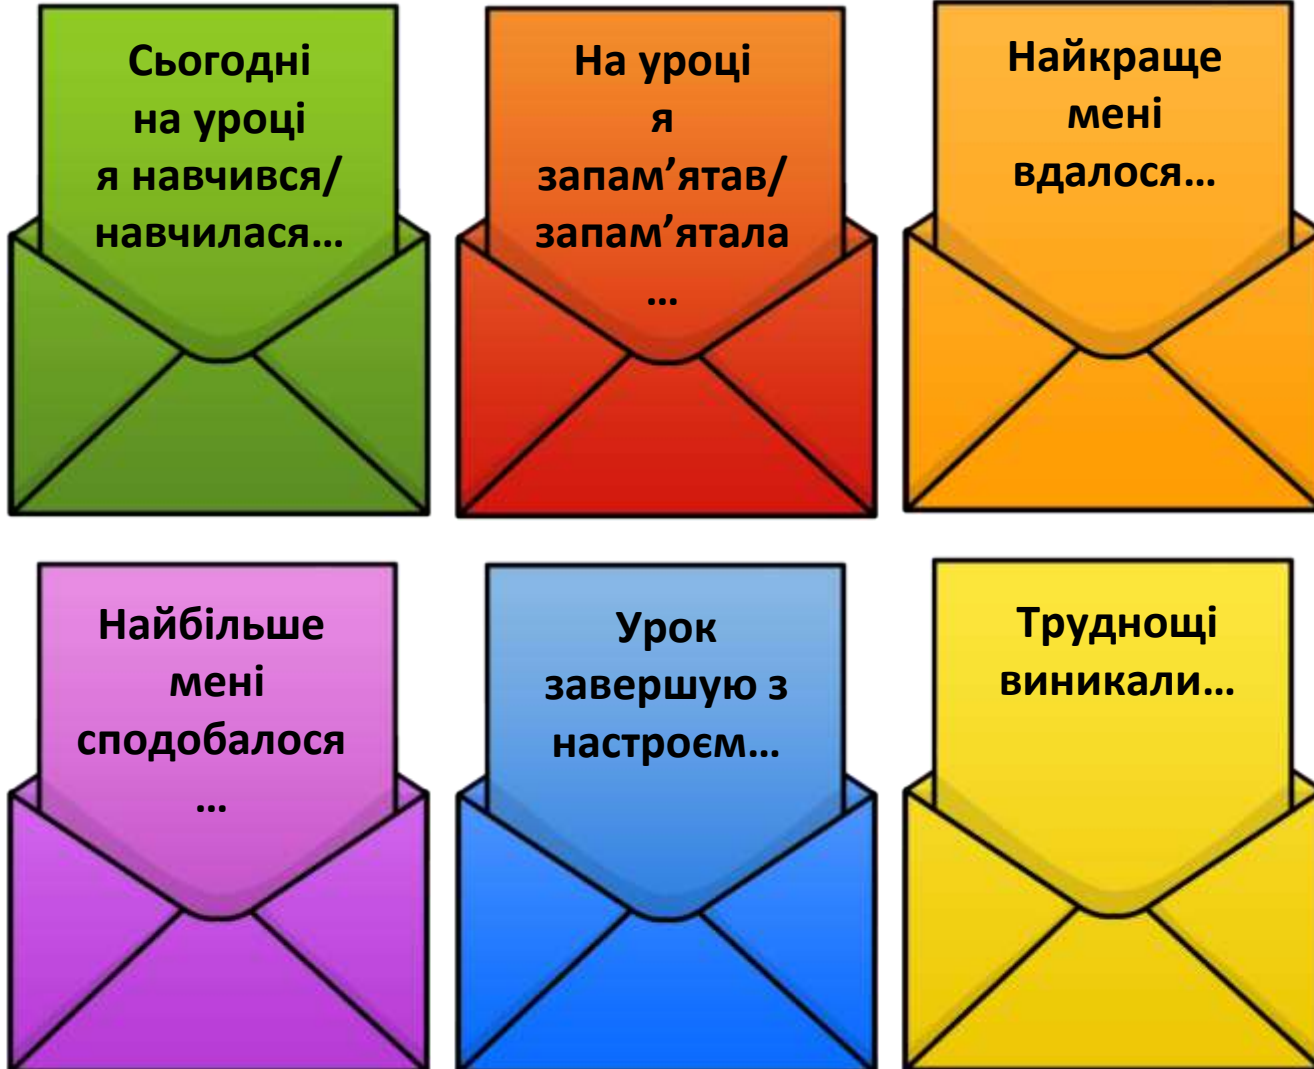 Сьогодні
на уроці
я навчився/
навчилася…
На уроці
я
запам’ятав/
запам’ятала
…
Найкраще
мені
вдалося…
Найбільше
мені
сподобалося
…
Урок
завершую з
настроєм…
Труднощі
виникали…